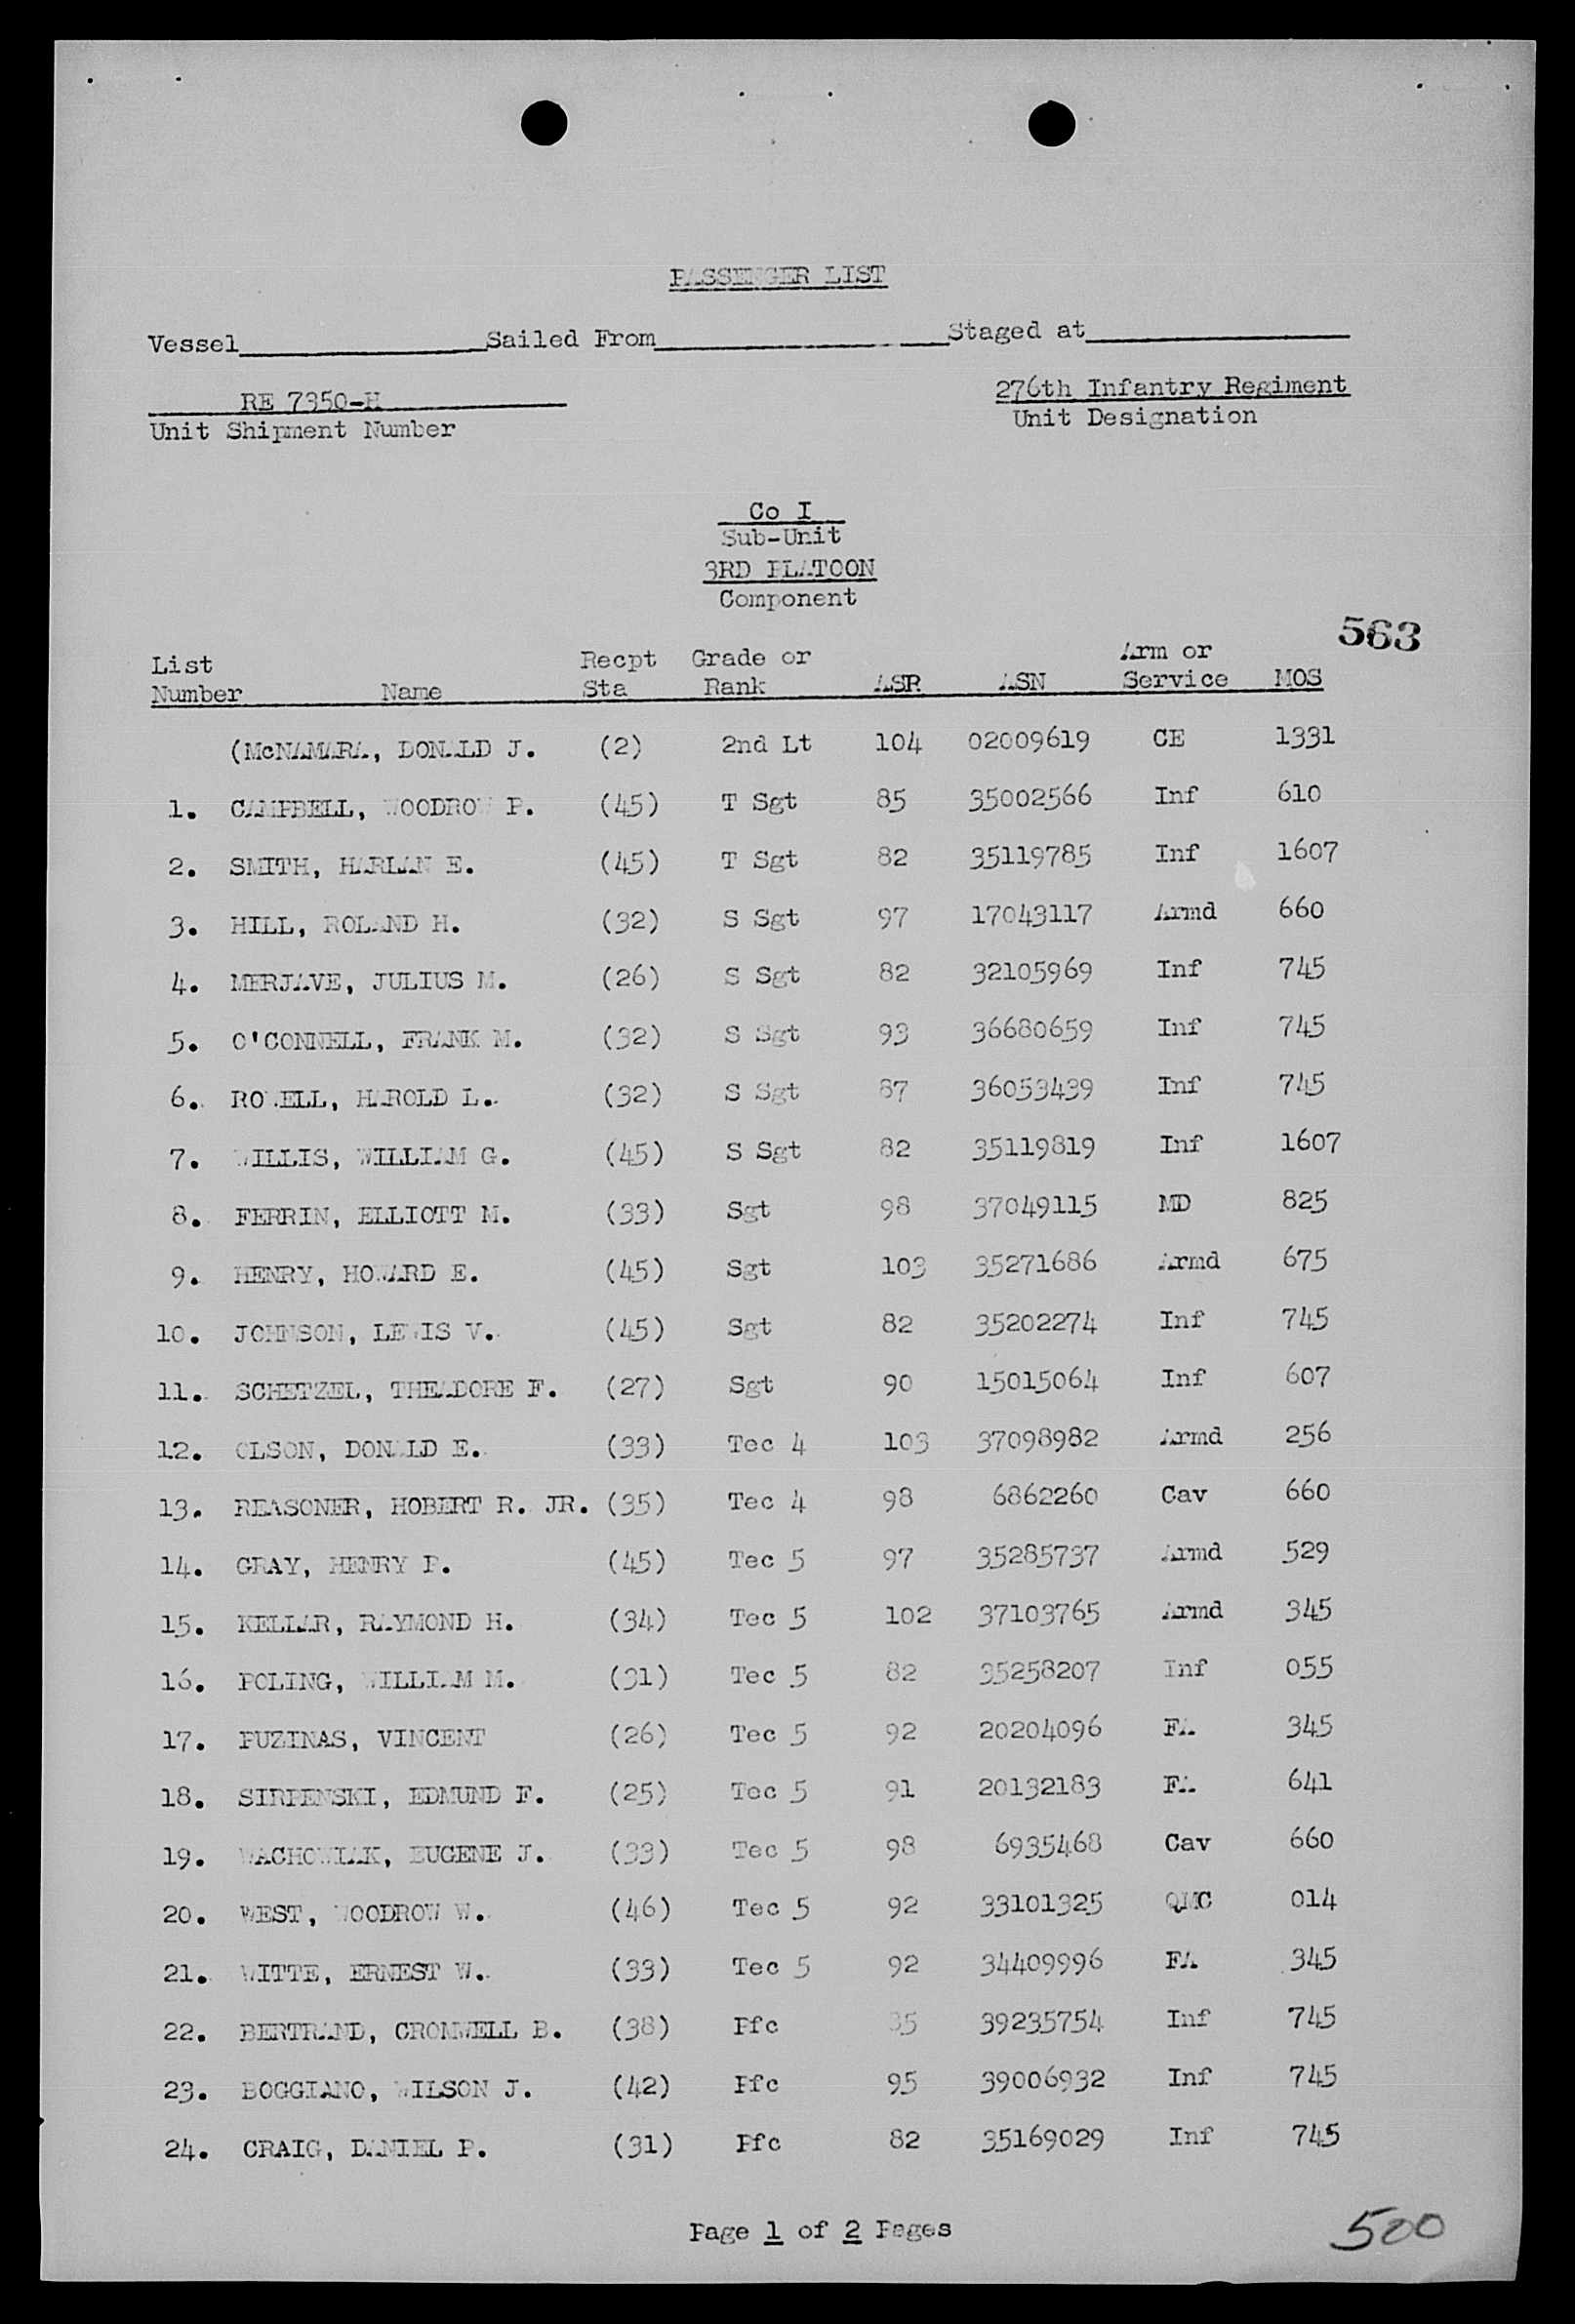 PASSENGER LIST
Vessel Sailed From Staged at
RE 7350-H 276th Infantry Regiment
Unit Shipment Number Unit Designation
Co I
Sub-Unit
3RD PLATOON
Component
563
List Recpt Grade or Arm or
Number Name Sta Rank ASR ASN Service MOS
(McNAMARA, DONALD J. (2) 2nd Lt 104 02009619 CE 1331
1. CAMPBELL, WOODROW P. (45) T Sgt 85 35002566 Inf 610
2. SMITH, HARLAN E. (45) T Sgt 82 35119785 Inf 1607
3. HILL, ROLAND H. (32) S Sgt 97 17043117 Armd 660
4. MERJAVE, JULIUS M. (26) S Sgt 82 32105969 Inf 745
5. O'CONNELL, FRANK M. (32) S Sgt 93 36680659 Inf 745
6. ROWELL, HAROLD L. (32) S Sgt 87 36053439 Inf 745
7. WILLIS, WILLIAM G. (45) S Sgt 82 35119819 Inf 1607
8. FERRIN, ELLIOTT M. (33) Sgt 98 37049115 MD 825
9. HENRY, HOWARD E. (45) Sgt 103 35271686 Armd 675
10. JOHNSON, LEWIS V. (45) Sgt 82 35202274 Inf 745
11. SCHETZEL, THEADORE F. (27) Sgt 90 15015064 Inf 607
12. OLSON, DONALD E. (33) Tec 4 103 37098982 Armd 256
13. REASONER, HOBERT R. JR. (35) Tec 4 98 6862260 Cav 660
14. GRAY, HENRY P. (45) Tec 5 97 35285737 Armd 529
15. KELLAR, RAYMOND H. (34) Tec 5 102 37103765 Armd 345
16. POLING, WILLIAM M. (31) Tec 5 82 35258207 Inf 055
17. PUZINAS, VINCENT (26) Tec 5 92 20204096 FA 345
18. SIRPENSKI, EDMUND F. (25) Tec 5 91 20132183 FA 641
19. WACHOWIAK, EUGENE J. (33) Tec 5 98 6935468 Cav 660
20. WEST, WOODROW W. (46) Tec 5 92 33101325 QMC 014
21. WITTE, ERNEST W. (33) Tec 5 92 34409996 FA 345
22. BERTRAND, CROMWELL B. (38) Pfc 39235754 Inf 745
23. BOGGIANO, WILSON J. (42) Pfc 95 39006932 Inf 745
24. CRAIG, DANIEL P. (31) Pfc 82 35169029 Inf 745
Page 1 of 2 Pages
500